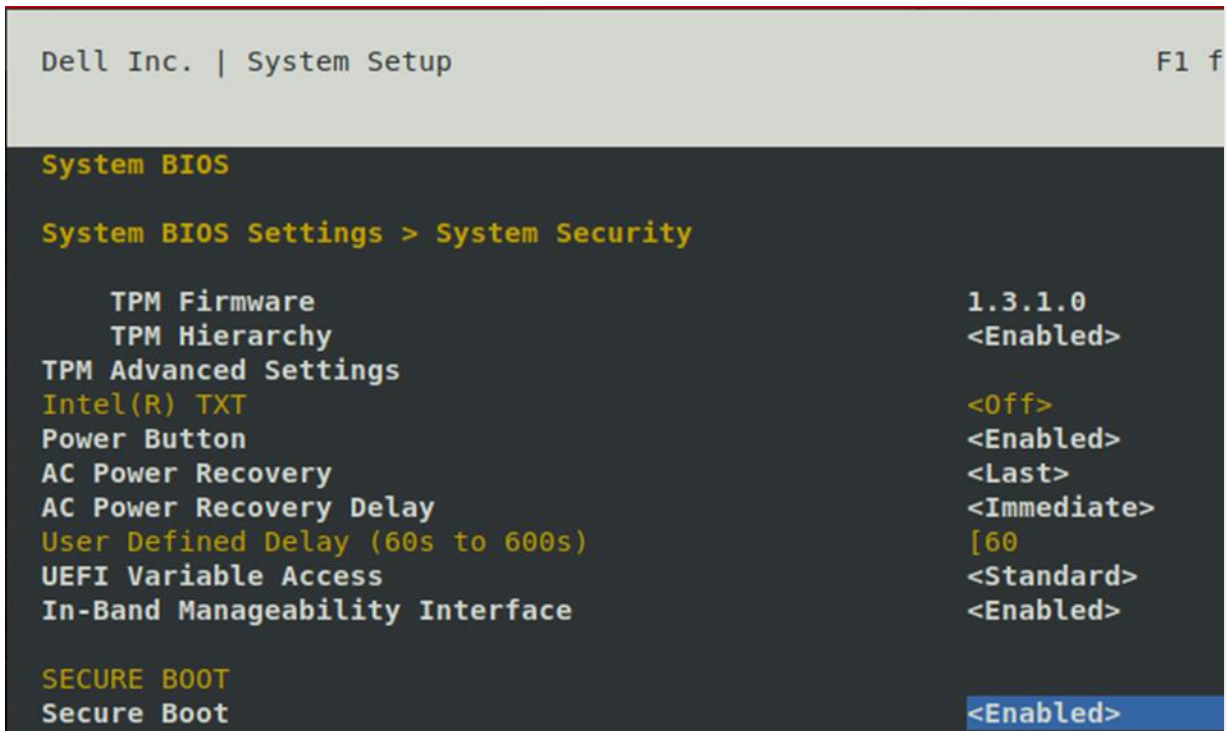 Dell Inc. | System Setup F1 f
System BIOS
System BIOS Settings > System Security
TPM Firmware 1.3.1.0
TPM Hierarchy <Enabled>
TPM Advanced Settings
Intel(R) TXT <Off>
Power Button <Enabled>
AC Power Recovery <Last>
AC Power Recovery Delay <Immediate>
User Defined Delay (60s to 600s) [60
UEFI Variable Access <Standard>
In-Band Manageability Interface <Enabled>
SECURE BOOT
Secure Boot <Enabled>